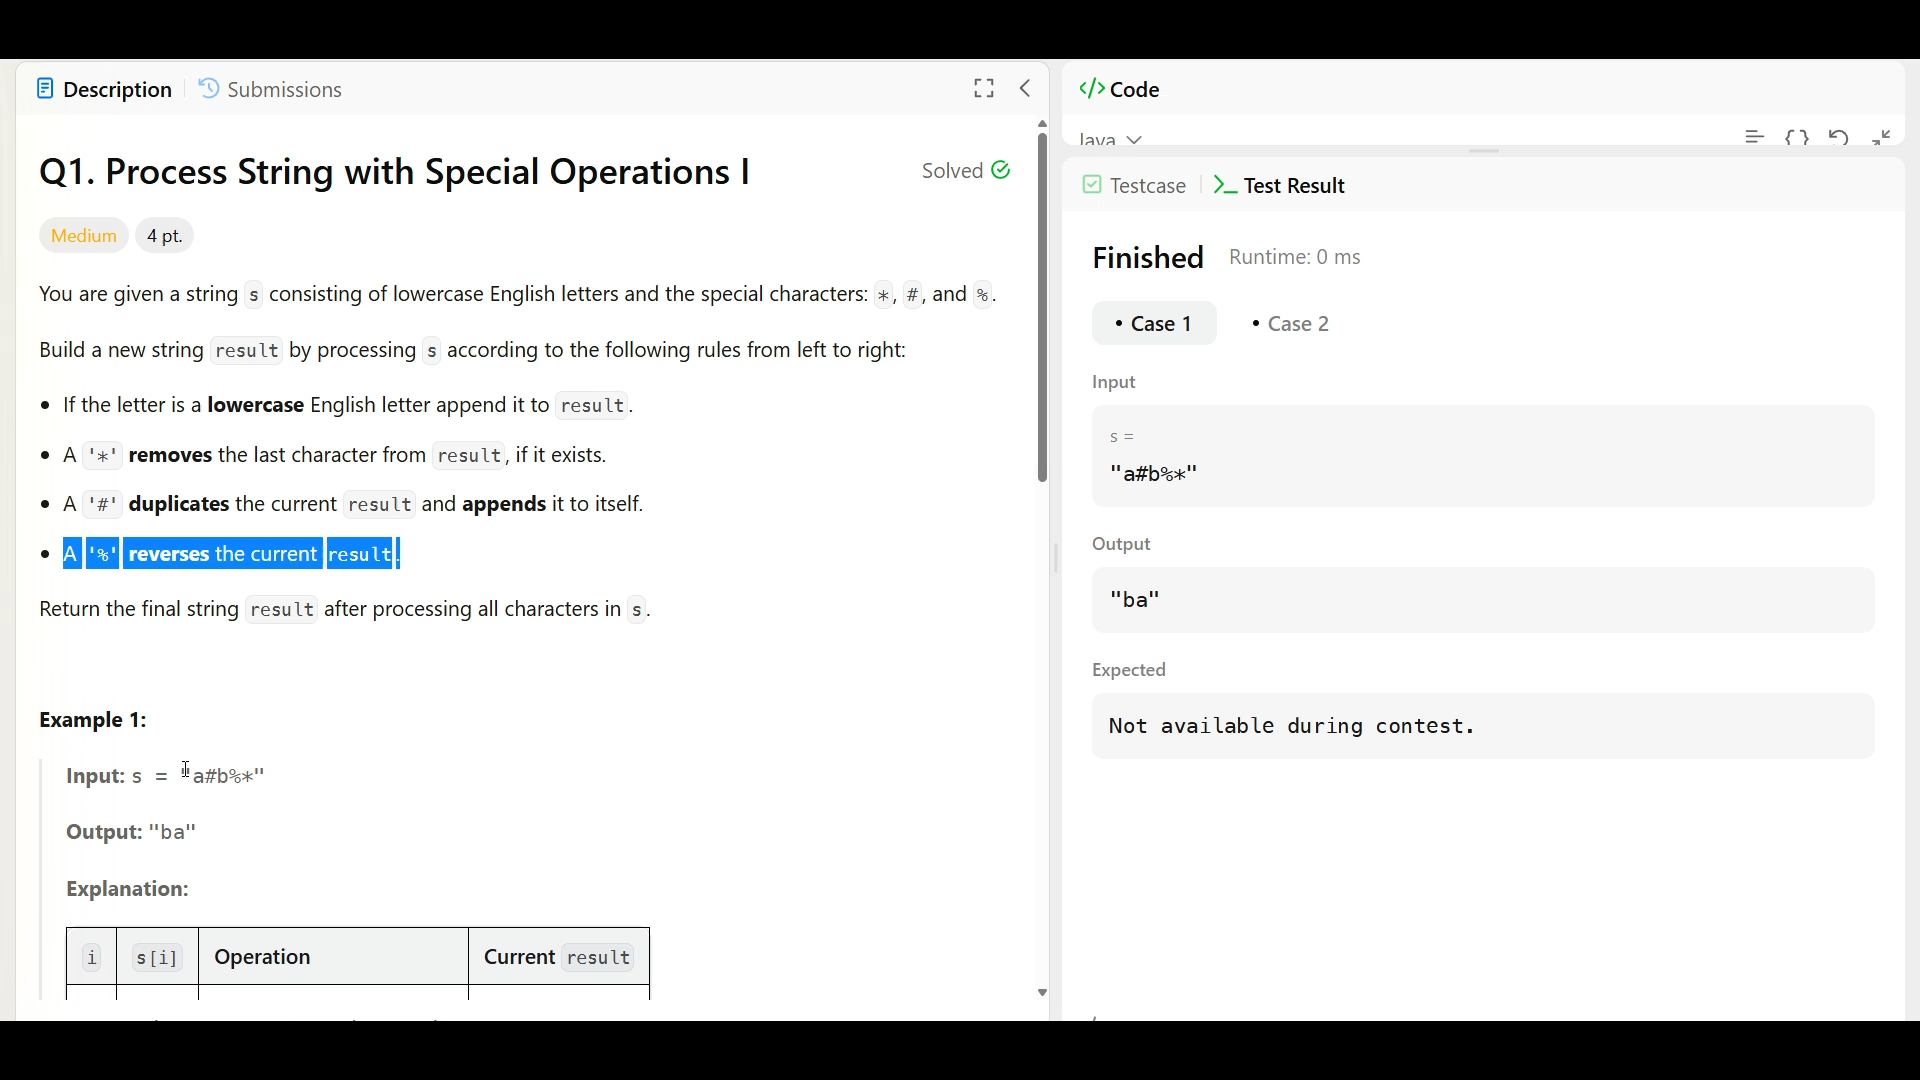 Description
Submissions
Code
Java
Q1. Process String with Special Operations I
Solved
Medium
4 pt.
You are given a string s consisting of lowercase English letters and the special characters: *, #, and %.
Build a new string result by processing s according to the following rules from left to right:
• If the letter is a lowercase English letter append it to result.
• A '*' removes the last character from result, if it exists.
• A '#' duplicates the current result and appends it to itself.
• A '%' reverses the current result.
Return the final string result after processing all characters in s.
Example 1:
Input: s = "a#b%*"
Output: "ba"
Explanation:
i s[i] Operation Current result
Testcase
>_ Test Result
Finished Runtime: 0 ms
• Case 1 • Case 2
Input
s =
"a#b%*"
Output
"ba"
Expected
Not available during contest.